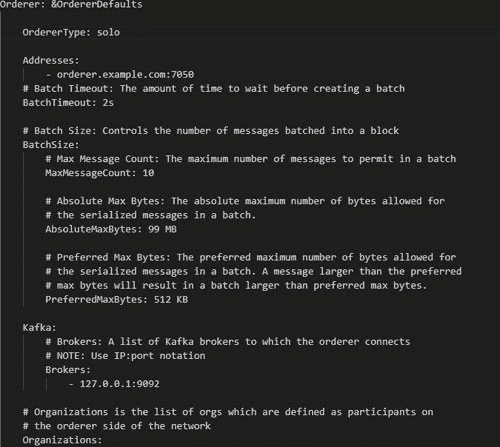 Orderer: &OrdererDefaults
OrdererType: solo
Addresses:
- orderer.example.com:7050
# Batch Timeout: The amount of time to wait before creating a batch
BatchTimeout: 2s
# Batch Size: Controls the number of messages batched into a block
BatchSize:
# Max Message Count: The maximum number of messages to permit in a batch
MaxMessageCount: 10
# Absolute Max Bytes: The absolute maximum number of bytes allowed for
# the serialized messages in a batch.
AbsoluteMaxBytes: 99 MB
# Preferred Max Bytes: The preferred maximum number of bytes allowed for
# the serialized messages in a batch. A message larger than the preferred
# max bytes will result in a batch larger than preferred max bytes.
PreferredMaxBytes: 512 KB
Kafka:
# Brokers: A list of Kafka brokers to which the orderer connects
# NOTE: Use IP:port notation
Brokers:
- 127.0.0.1:9092
# Organizations is the list of orgs which are defined as participants on
# the orderer side of the network
Organizations: